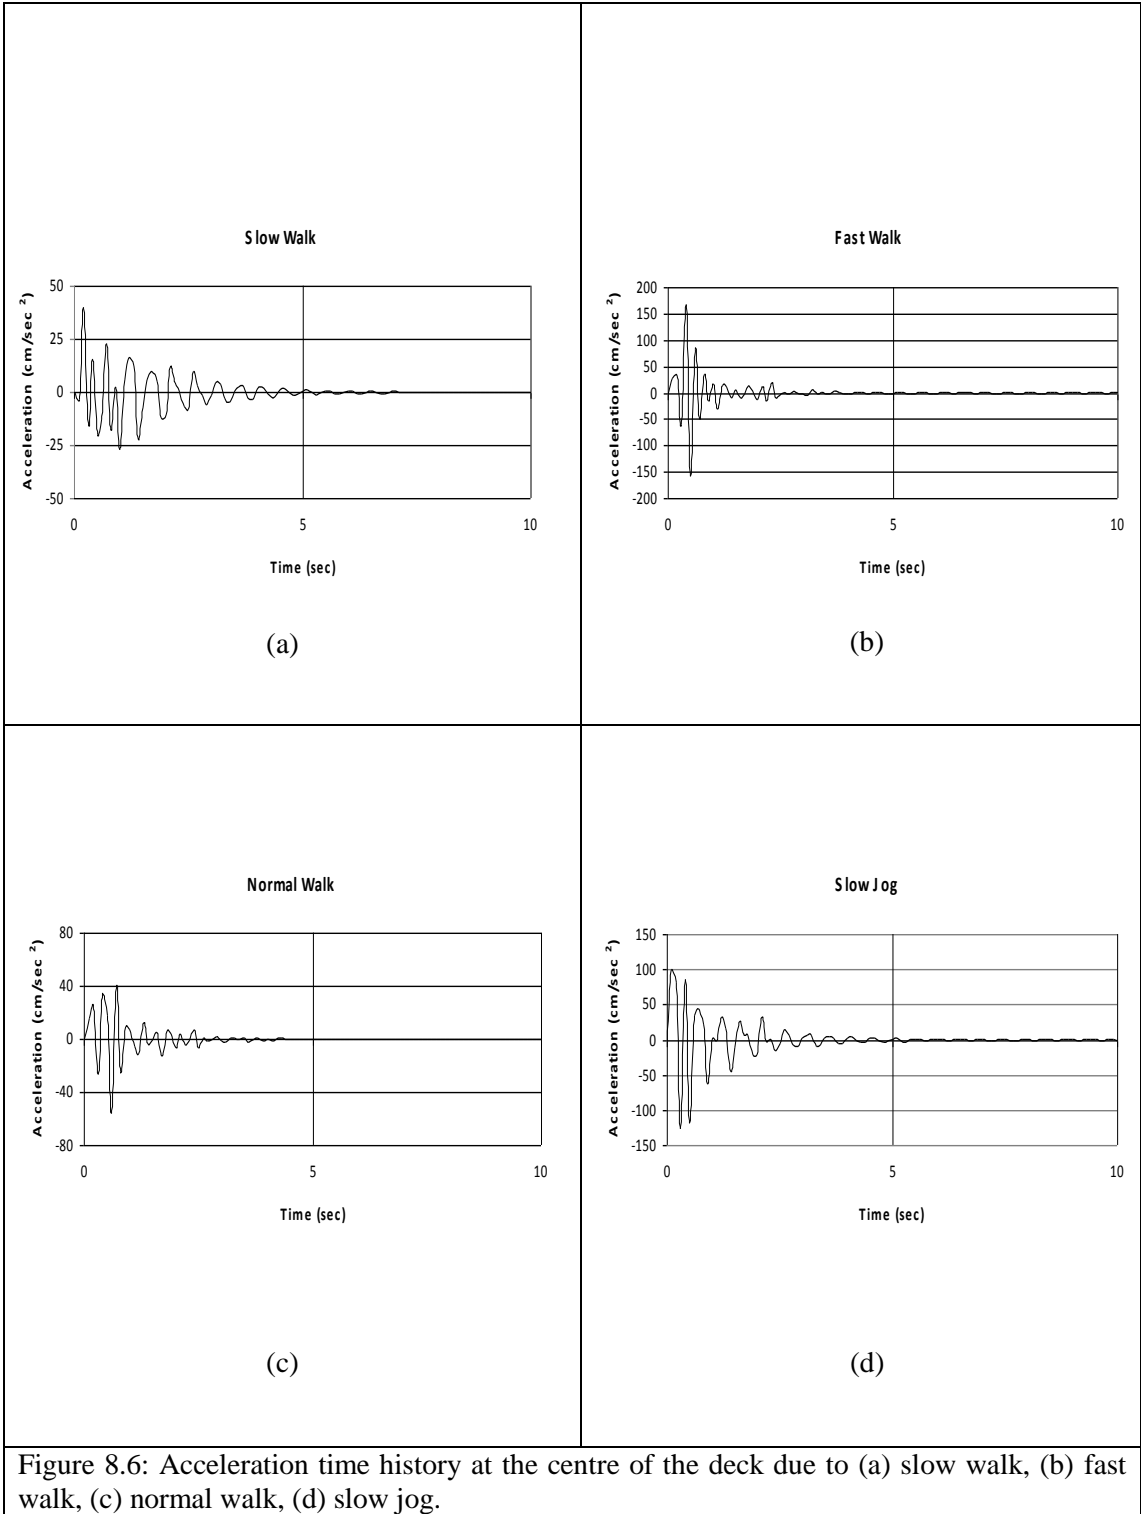 Slow Walk
Acceleration (cm/sec ²)
50
25
0
-25
-50
0 5 10
Time (sec)
(a)
Fast Walk
Acceleration (cm/sec ²)
200
150
100
50
0
-50
-100
-150
-200
0 5 10
Time (sec)
(b)
Normal Walk
Acceleration (cm/sec ²)
80
40
0
-40
-80
0 5 10
Time (sec)
(c)
Slow Jog
Acceleration (cm/sec ²)
150
100
50
0
-50
-100
-150
0 5 10
Time (sec)
(d)
Figure 8.6: Acceleration time history at the centre of the deck due to (a) slow walk, (b) fast
walk, (c) normal walk, (d) slow jog.